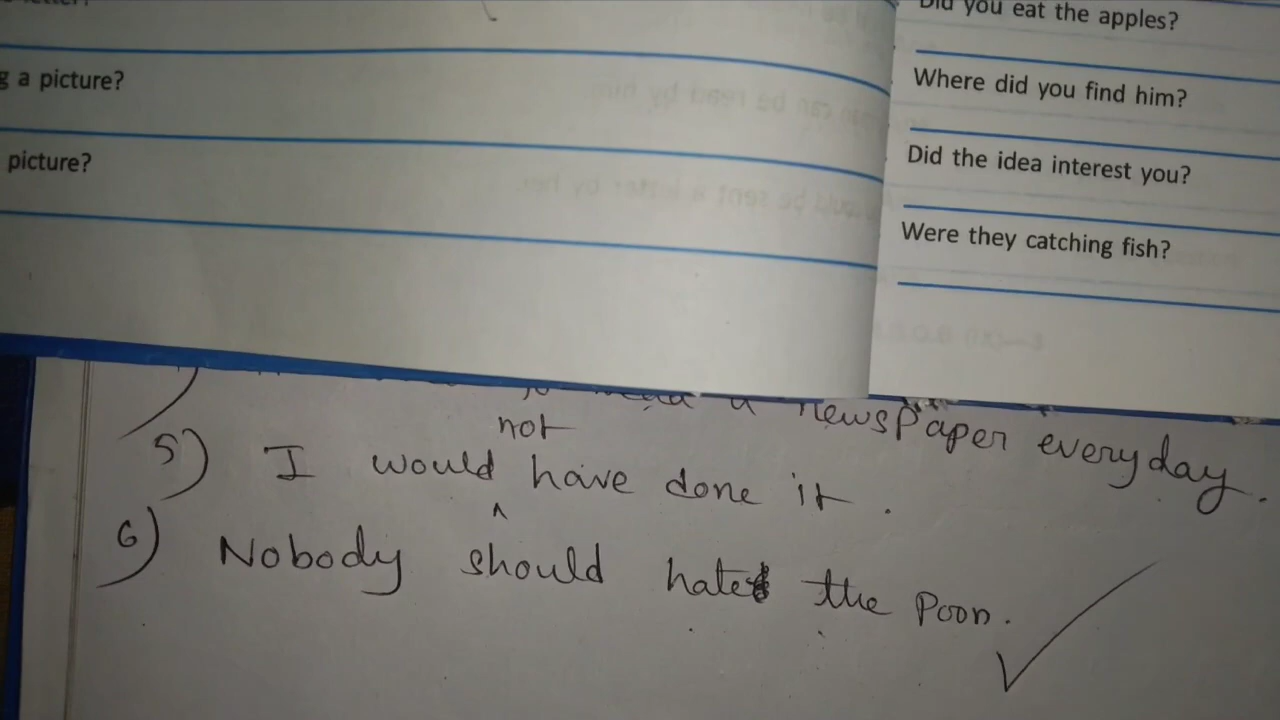 g a picture?
picture?
Did you eat the apples?
Where did you find him?
Did the idea interest you?
Were they catching fish?
read a newspaper everyday.
not
5) I would ^ have done it.
6) Nobody should hate the poor.